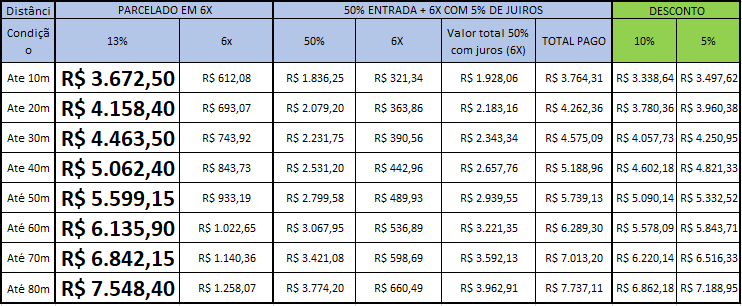 Distânci PARCELADO EM 6X 50% ENTRADA + 6X COM 5% DE JUIROS DESCONTO
Condiçã
o 13% 6x 50% 6X Valor total 50%
com juros (6X) TOTAL PAGO 10% 5%
Ate 10m R$ 3.672,50 R$ 612,08 R$ 1.836,25 R$ 321,34 R$ 1.928,06 R$ 3.764,31 R$ 3.338,64 R$ 3.497,62
Ate 20m R$ 4.158,40 R$ 693,07 R$ 2.079,20 R$ 363,86 R$ 2.183,16 R$ 4.262,36 R$ 3.780,36 R$ 3.960,38
Ate 30m R$ 4.463,50 R$ 743,92 R$ 2.231,75 R$ 390,56 R$ 2.343,34 R$ 4.575,09 R$ 4.057,73 R$ 4.250,95
Ate 40m R$ 5.062,40 R$ 843,73 R$ 2.531,20 R$ 442,96 R$ 2.657,76 R$ 5.188,96 R$ 4.602,18 R$ 4.821,33
Até 50m R$ 5.599,15 R$ 933,19 R$ 2.799,58 R$ 489,93 R$ 2.939,55 R$ 5.739,13 R$ 5.090,14 R$ 5.332,52
Até 60m R$ 6.135,90 R$ 1.022,65 R$ 3.067,95 R$ 536,89 R$ 3.221,35 R$ 6.289,30 R$ 5.578,09 R$ 5.843,71
Até 70m R$ 6.842,15 R$ 1.140,36 R$ 3.421,08 R$ 598,69 R$ 3.592,13 R$ 7.013,20 R$ 6.220,14 R$ 6.516,33
Até 80m R$ 7.548,40 R$ 1.258,07 R$ 3.774,20 R$ 660,49 R$ 3.962,91 R$ 7.737,11 R$ 6.862,18 R$ 7.188,95